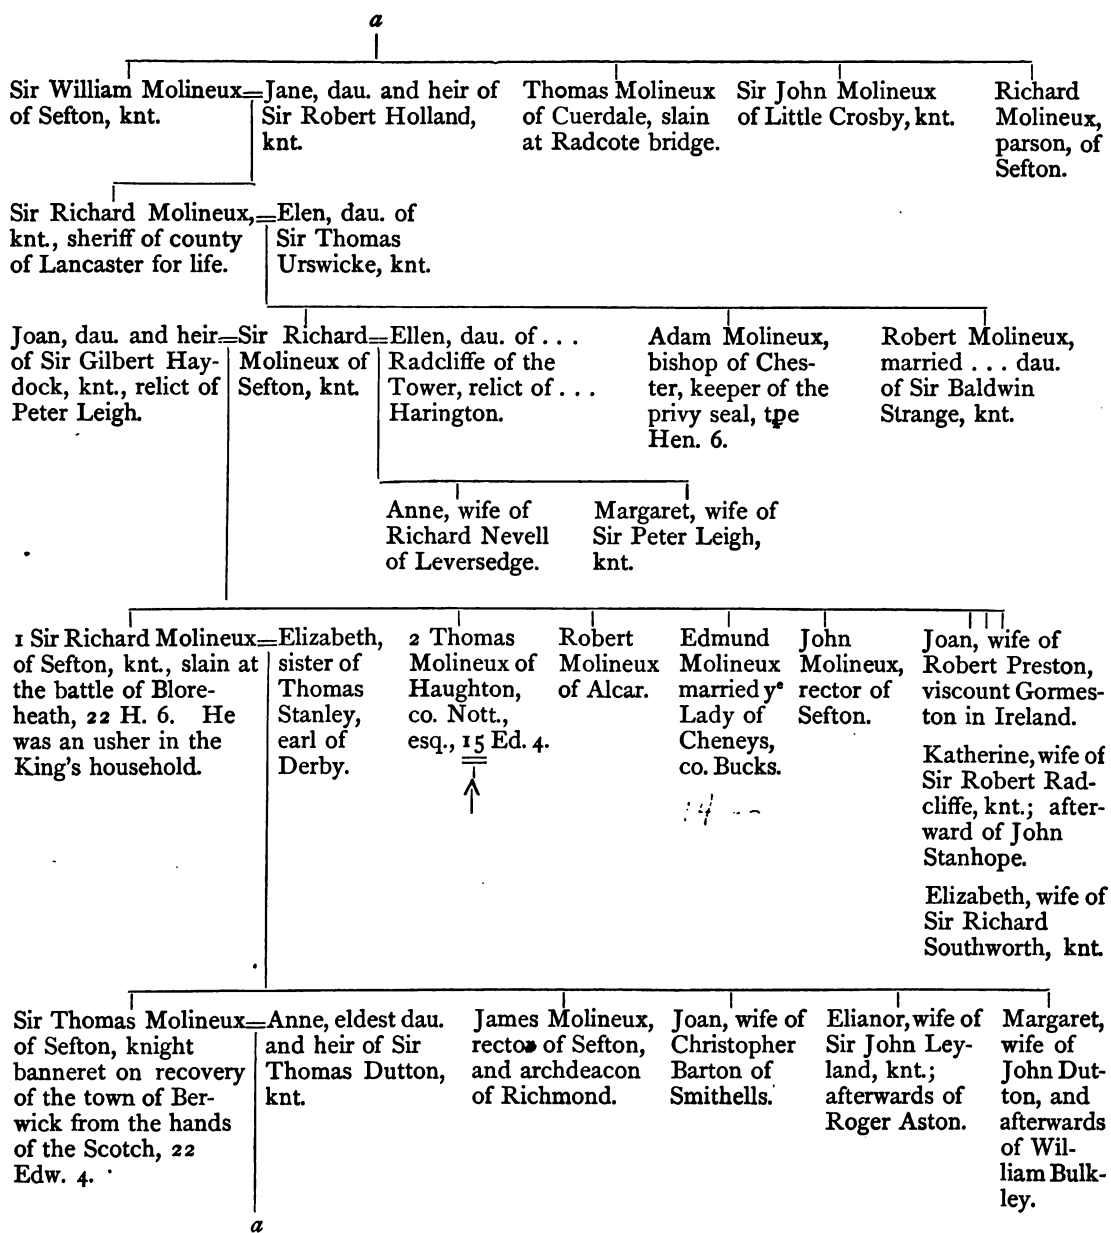 a
Sir William Molineux=
of Sefton, knt.
Jane, dau. and heir of
Sir Robert Holland,
knt.
Thomas Molineux
of Cuerdale, slain
at Radcote bridge.
Sir John Molineux
of Little Crosby, knt.
Richard
Molineux,
parson, of
Sefton.
Sir Richard Molineux,=
knt., sheriff of county
of Lancaster for life.
Elen, dau. of
Sir Thomas
Urswicke, knt.
Joan, dau. and heir=
of Sir Gilbert Hay-
dock, knt., relict of
Peter Leigh.
Sir Richard=
Molineux of
Sefton, knt.
Ellen, dau. of . . .
Radcliffe of the
Tower, relict of . . .
Harington.
Adam Molineux,
bishop of Ches-
ter, keeper of the
privy seal, tpe
Hen. 6.
Robert Molineux,
married . . . dau.
of Sir Baldwin
Strange, knt.
Anne, wife of
Richard Nevell
of Leversedge.
Margaret, wife of
Sir Peter Leigh,
knt.
1 Sir Richard Molineux=
of Sefton, knt., slain at
the battle of Blore-
heath, 22 H. 6. He
was an usher in the
King's household.
Elizabeth,
sister of
Thomas
Stanley,
earl of
Derby.
2 Thomas
Molineux of
Haughton,
co. Nott.,
esq., 15 Ed. 4.
Robert
Molineux
of Alcar.
Edmund
Molineux
married yᵉ
Lady of
Cheneys,
co. Bucks.
John
Molineux,
rector of
Sefton.
Joan, wife of
Robert Preston,
viscount Gormes-
ton in Ireland.
Katherine, wife of
Sir Robert Rad-
cliffe, knt.; after-
ward of John
Stanhope.
Elizabeth, wife of
Sir Richard
Southworth, knt.
Sir Thomas Molineux=
of Sefton, knight
banneret on recovery
of the town of Ber-
wick from the hands
of the Scotch, 22
Edw. 4.
Anne, eldest dau.
and heir of Sir
Thomas Dutton,
knt.
James Molineux,
rector of Sefton,
and archdeacon
of Richmond.
Joan, wife of
Christopher
Barton of
Smithells.
Elianor, wife of
Sir John Ley-
land, knt.;
afterwards of
Roger Aston.
Margaret,
wife of
John Dut-
ton, and
afterwards
of Wil-
liam Bulk-
ley.
a